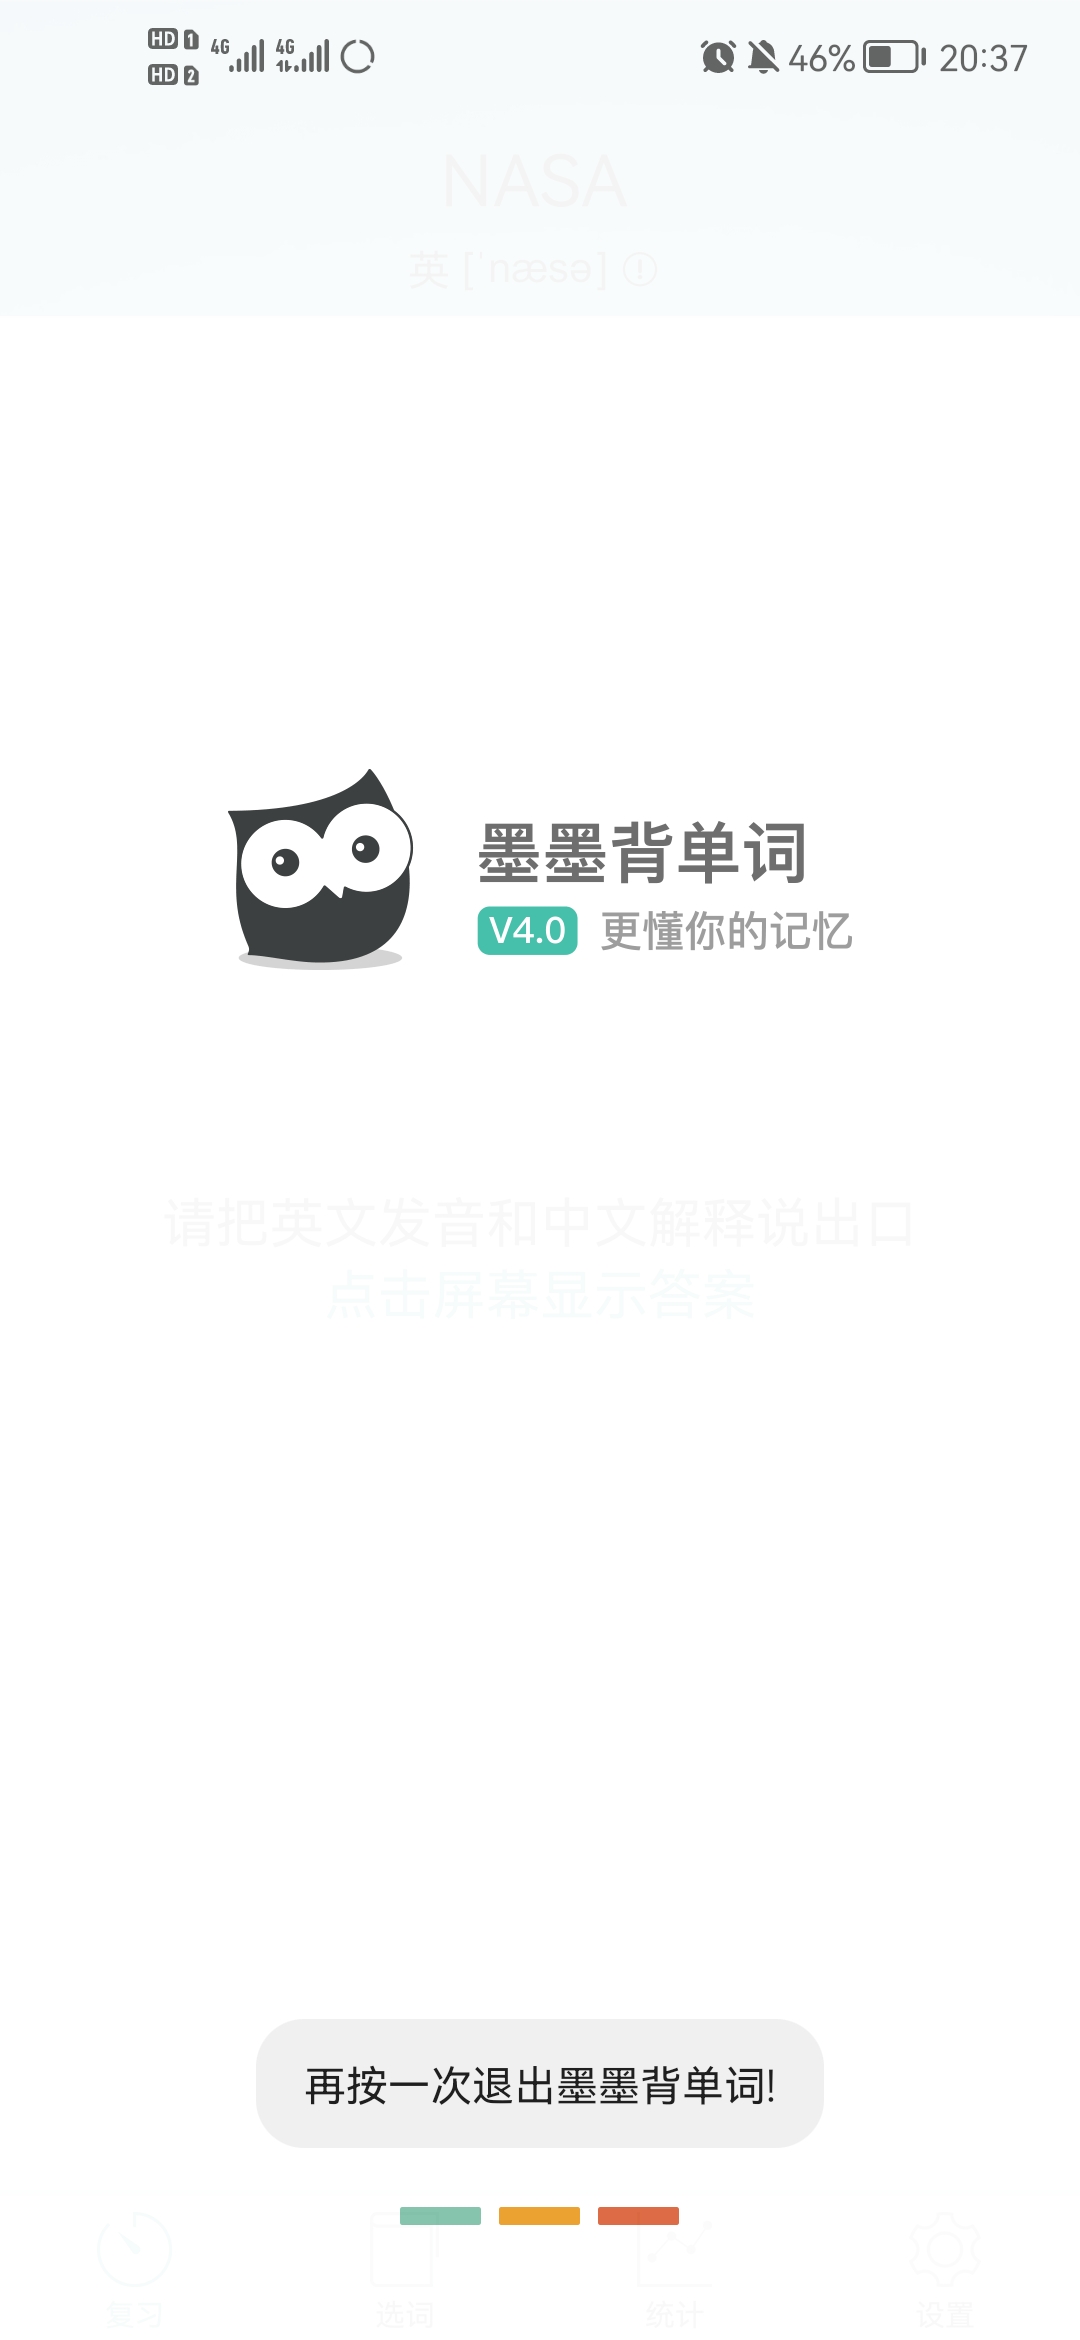 HD 1 4G 4G 46% 20:37
HD 2
NASA
英 [ˈnæsə]
墨墨背单词
V4.0 更懂你的记忆
请把英文发音和中文解释说出口
点击屏幕显示答案
再按一次退出墨墨背单词!
复习 选词 统计 设置